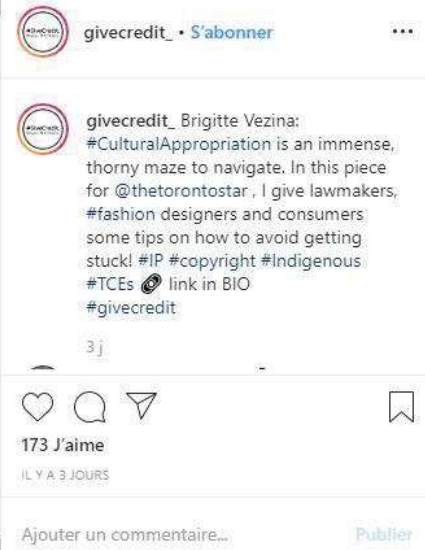 givecredit_ • S'abonner
givecredit_ Brigitte Vezina:
#CulturalAppropriation is an immense,
thorny maze to navigate. In this piece
for @thetorontostar , I give lawmakers,
#fashion designers and consumers
some tips on how to avoid getting
stuck! #IP #copyright #Indigenous
#TCEs 🔗 link in BIO
#givecredit
3 j
173 J'aime
IL Y A 3 JOURS
Ajouter un commentaire... Publier